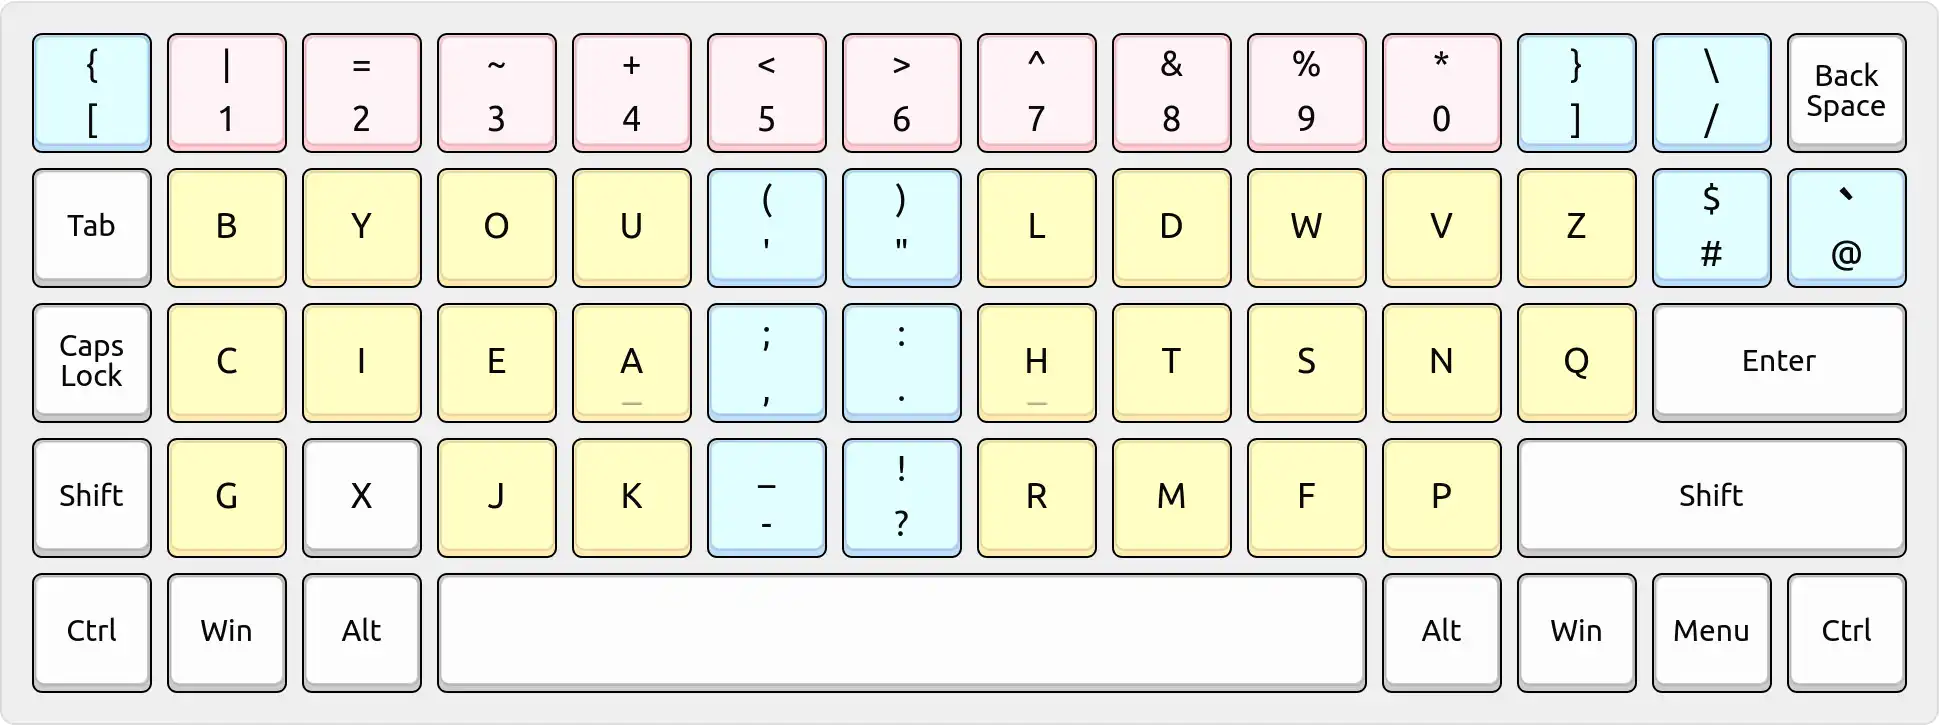 { | = ~ + < > ^ & % * } \ Back
[ 1 2 3 4 5 6 7 8 9 0 ] / Space
Tab B Y O U ( ) L D W V Z $ `
' " # @
Caps Lock C I E A ; : H T S N Q Enter
_ , . _
Shift G X J K _ ! R M F P Shift
- ?
Ctrl Win Alt Alt Win Menu Ctrl